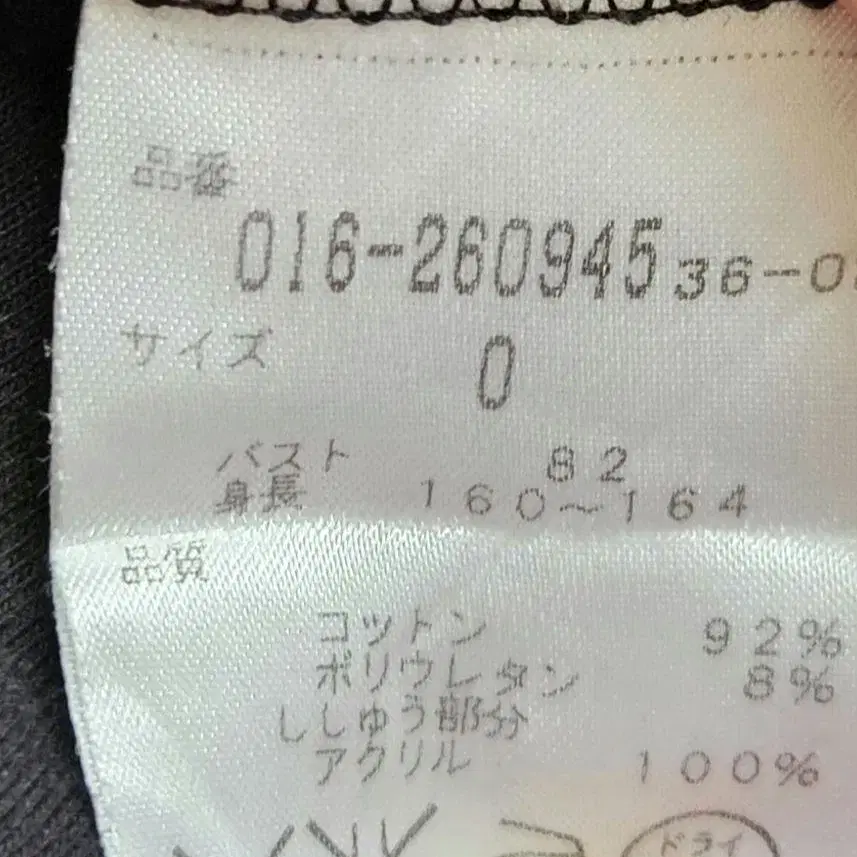 品番
016-260945 36-0
サイズ 0
バスト 82
身長 160～164
品質
コットン 92%
ポリウレタン 8%
ししゅう部分
アクリル 100%
ドライ